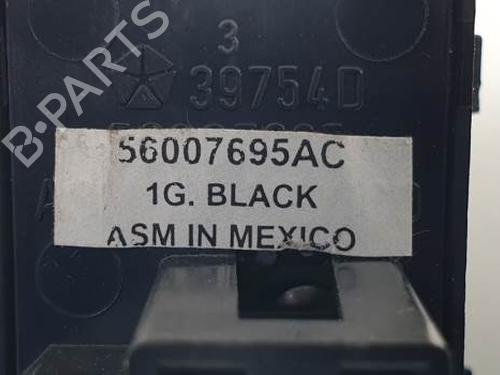 3
39754D
56007695AC
1G. BLACK
ASM IN MEXICO
B-PARTS